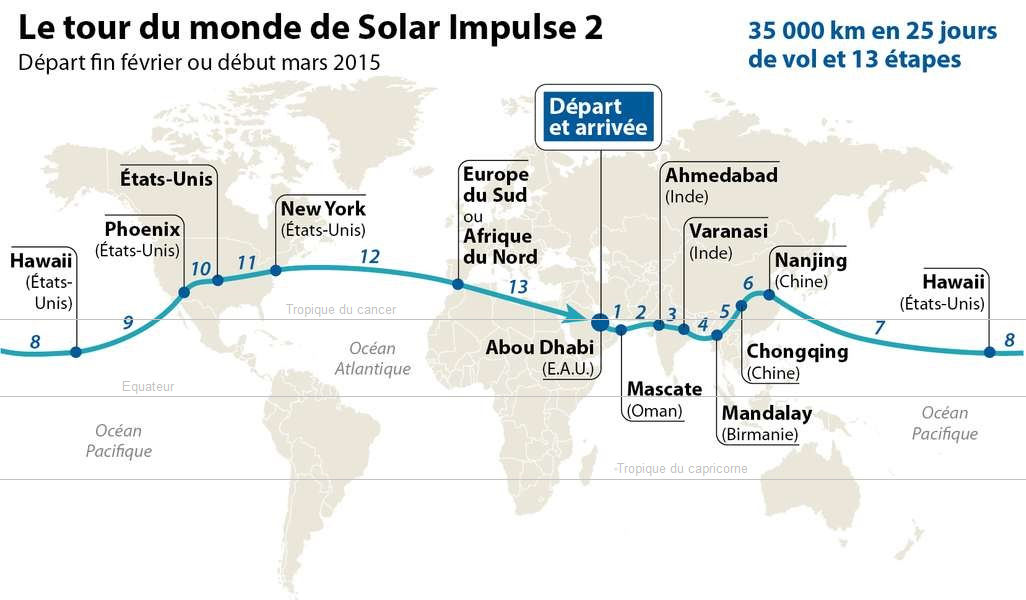 Le tour du monde de Solar Impulse 2
Départ fin février ou début mars 2015
35 000 km en 25 jours
de vol et 13 étapes
Départ
et arrivée
États-Unis
Phoenix
(États-Unis)
Hawaii
(États-
Unis)
New York
(États-Unis)
Europe
du Sud
ou
Afrique
du Nord
Ahmedabad
(Inde)
Varanasi
(Inde)
Nanjing
(Chine)
Hawaii
(États-Unis)
8
9
10
11
12
13
1
2
3
4
5
6
7
8
Tropique du cancer
Abou Dhabi
(E.A.U.)
Mascate
(Oman)
Chongqing
(Chine)
Mandalay
(Birmanie)
Océan
Atlantique
Equateur
Océan
Pacifique
Océan
Pacifique
Tropique du capricorne